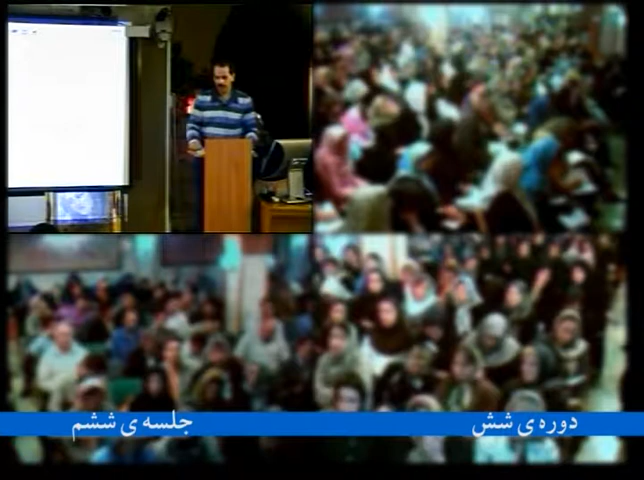 دوره ی شش
جلسه ی ششم